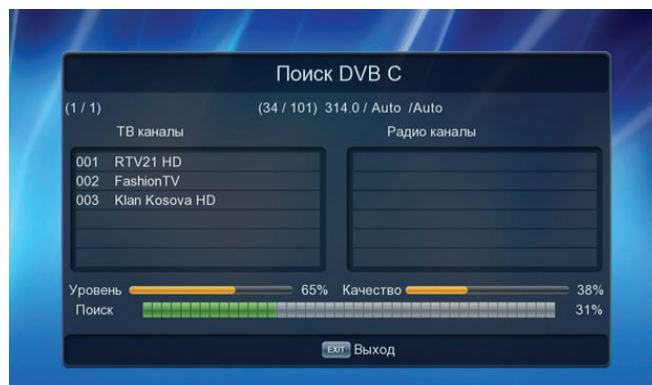 Поиск DVB C
(1 / 1) (34 / 101) 314.0 / Auto /Auto
ТВ каналы Радио каналы
001 RTV21 HD
002 FashionTV
003 Klan Kosova HD
Уровень 65% Качество 38%
Поиск 31%
EXIT Выход